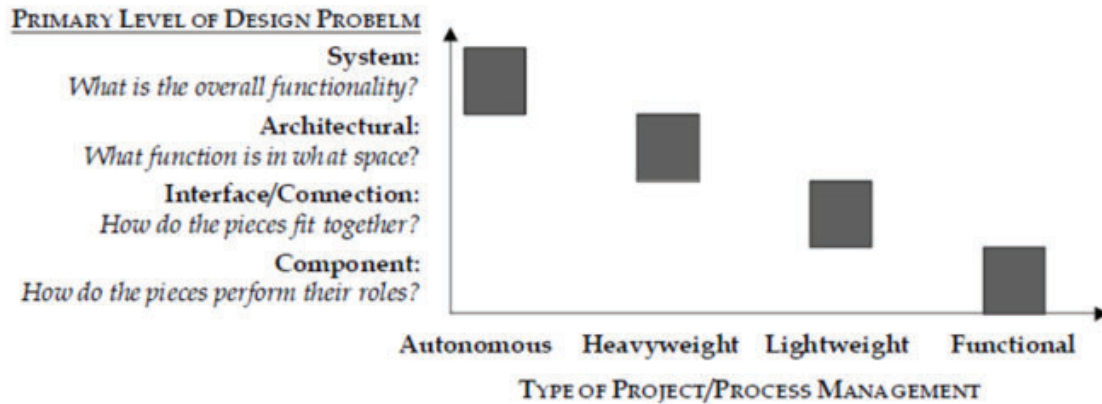 PRIMARY LEVEL OF DESIGN PROBELM
System:
What is the overall functionality?
Architectural:
What function is in what space?
Interface/Connection:
How do the pieces fit together?
Component:
How do the pieces perform their roles?
Autonomous Heavyweight Lightweight Functional
TYPE OF PROJECT/PROCESS MANAGEMENT